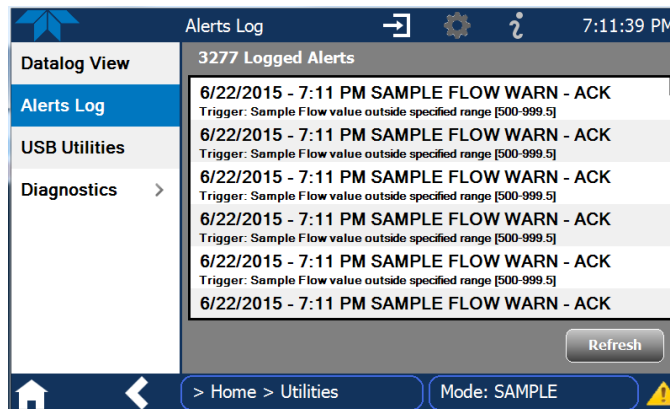 Alerts Log
7:11:39 PM
Datalog View
Alerts Log
USB Utilities
Diagnostics >
3277 Logged Alerts
6/22/2015 - 7:11 PM SAMPLE FLOW WARN - ACK
Trigger: Sample Flow value outside specified range [500-999.5]
6/22/2015 - 7:11 PM SAMPLE FLOW WARN - ACK
Trigger: Sample Flow value outside specified range [500-999.5]
6/22/2015 - 7:11 PM SAMPLE FLOW WARN - ACK
Trigger: Sample Flow value outside specified range [500-999.5]
6/22/2015 - 7:11 PM SAMPLE FLOW WARN - ACK
Trigger: Sample Flow value outside specified range [500-999.5]
6/22/2015 - 7:11 PM SAMPLE FLOW WARN - ACK
Trigger: Sample Flow value outside specified range [500-999.5]
6/22/2015 - 7:11 PM SAMPLE FLOW WARN - ACK
Refresh
> Home > Utilities
Mode: SAMPLE